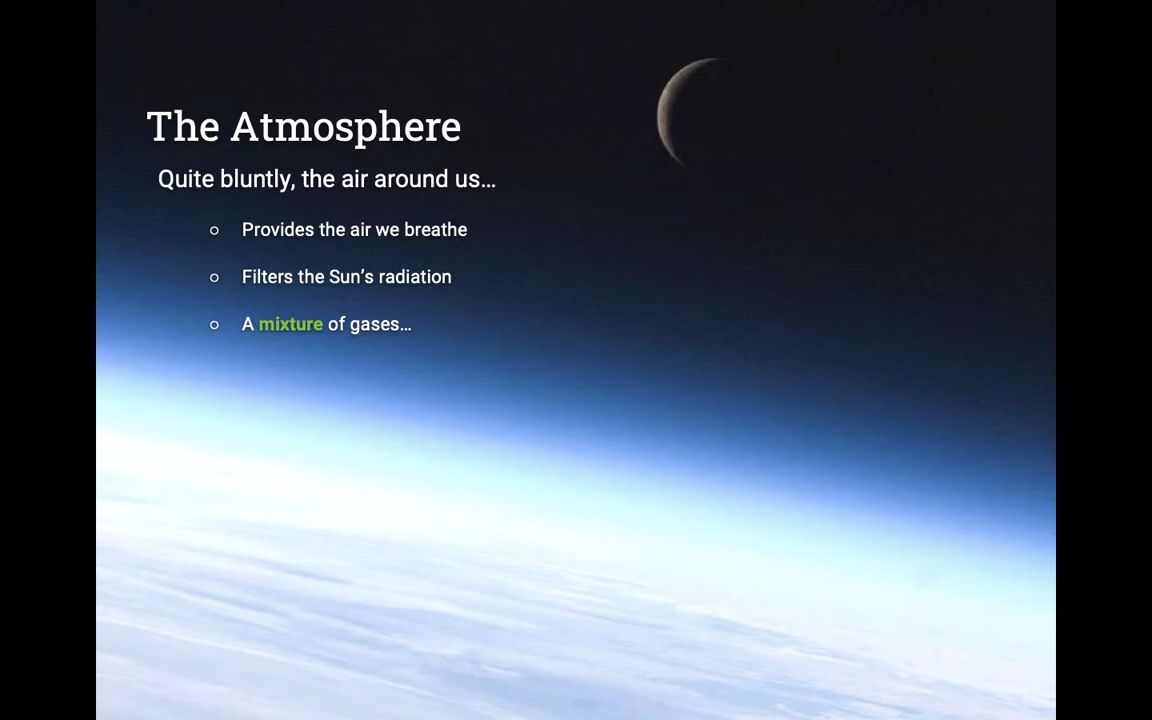 The Atmosphere
Quite bluntly, the air around us…
○ Provides the air we breathe
○ Filters the Sun’s radiation
○ A mixture of gases…